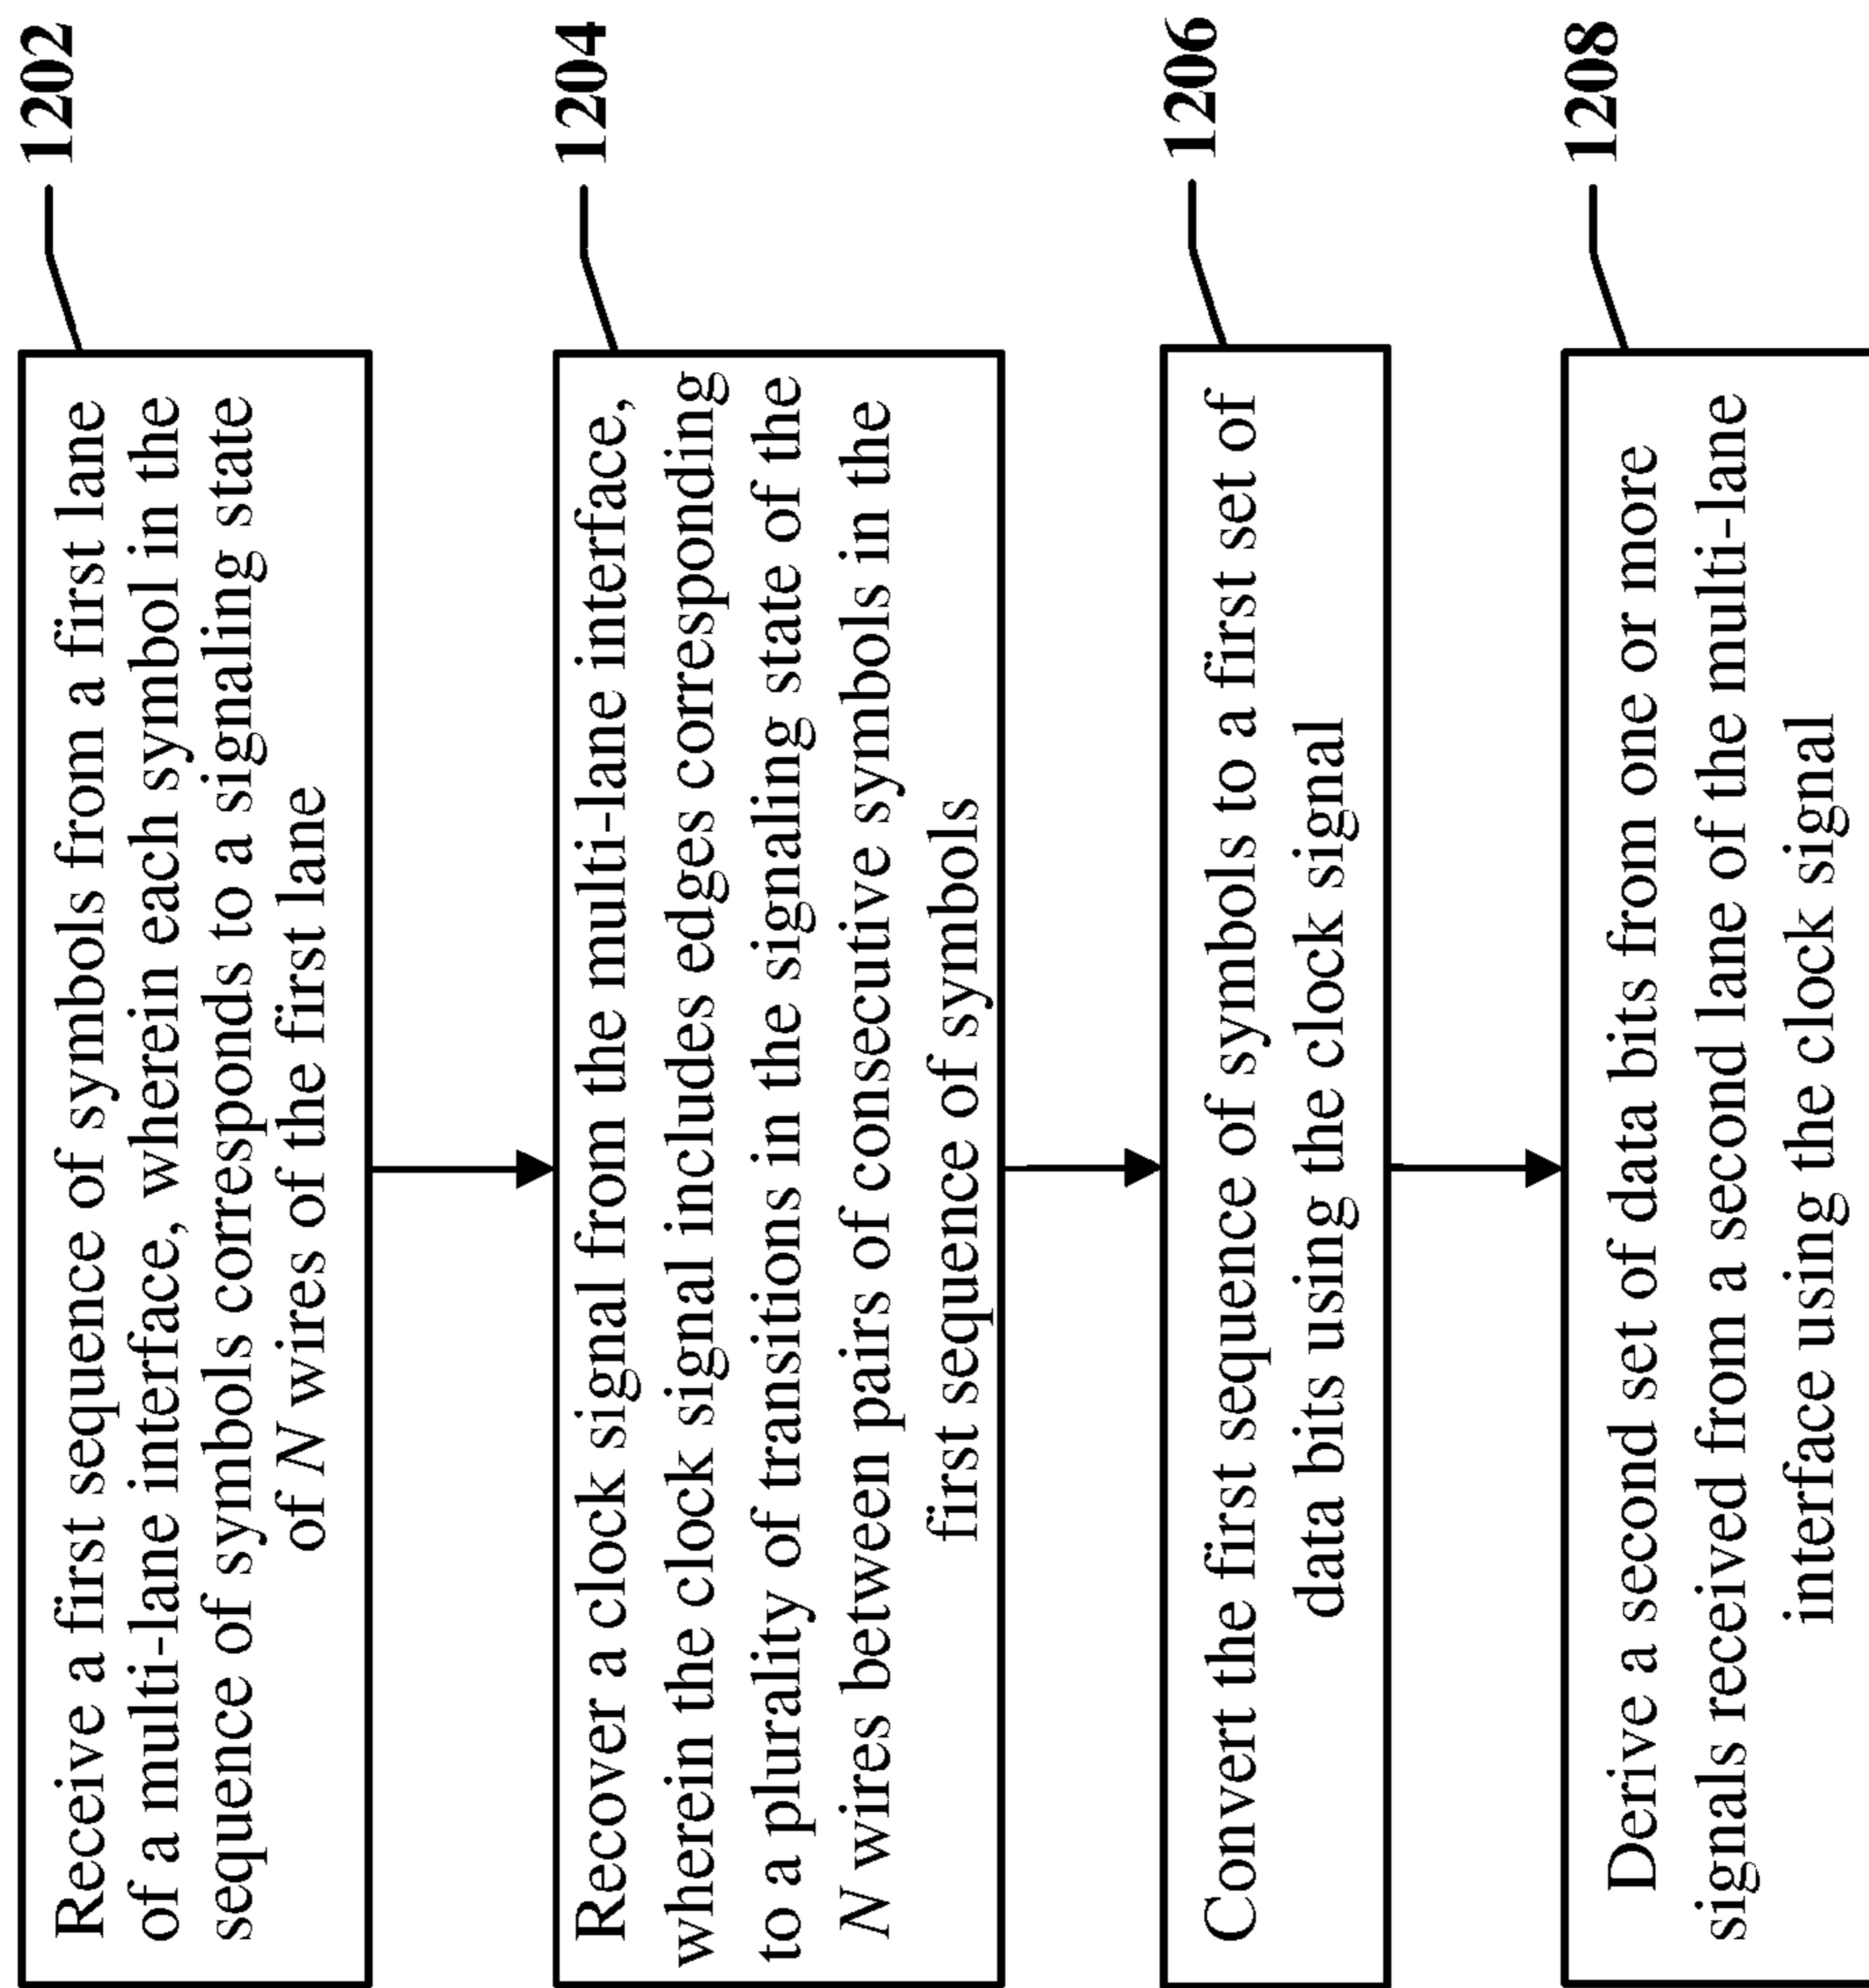 Receive a first sequence of symbols from a first lane
of a multi-lane interface, wherein each symbol in the
sequence of symbols corresponds to a signaling state
of N wires of the first lane
1202
Recover a clock signal from the multi-lane interface,
wherein the clock signal includes edges corresponding
to a plurality of transitions in the signaling state of the
N wires between pairs of consecutive symbols in the
first sequence of symbols
1204
Convert the first sequence of symbols to a first set of
data bits using the clock signal
1206
Derive a second set of data bits from one or more
signals received from a second lane of the multi-lane
interface using the clock signal
1208